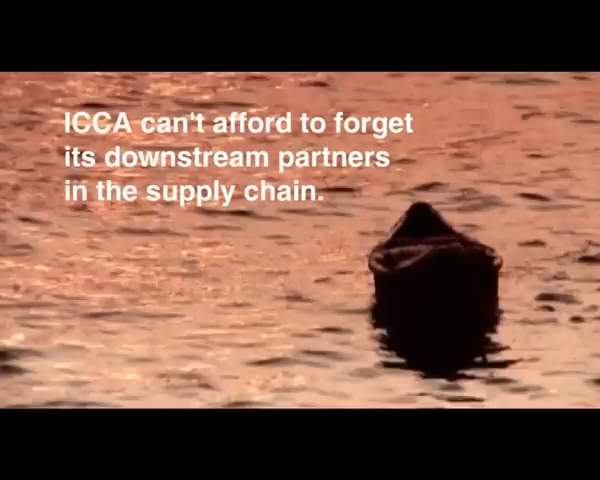 ICCA can't afford to forget
its downstream partners
in the supply chain.